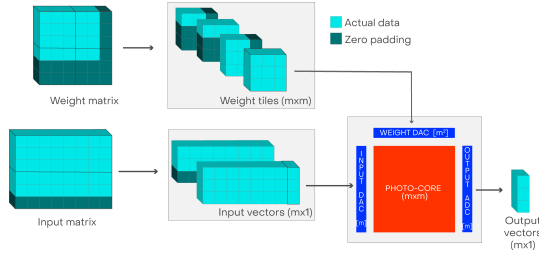 Actual data
Zero padding
Weight matrix
Weight tiles (mxm)
WEIGHT DAC [m²]
INPUT DAC [m]
PHOTO-CORE
(mxm)
OUTPUT ADC [m]
Input matrix
Input vectors (mx1)
Output
vectors
(mx1)